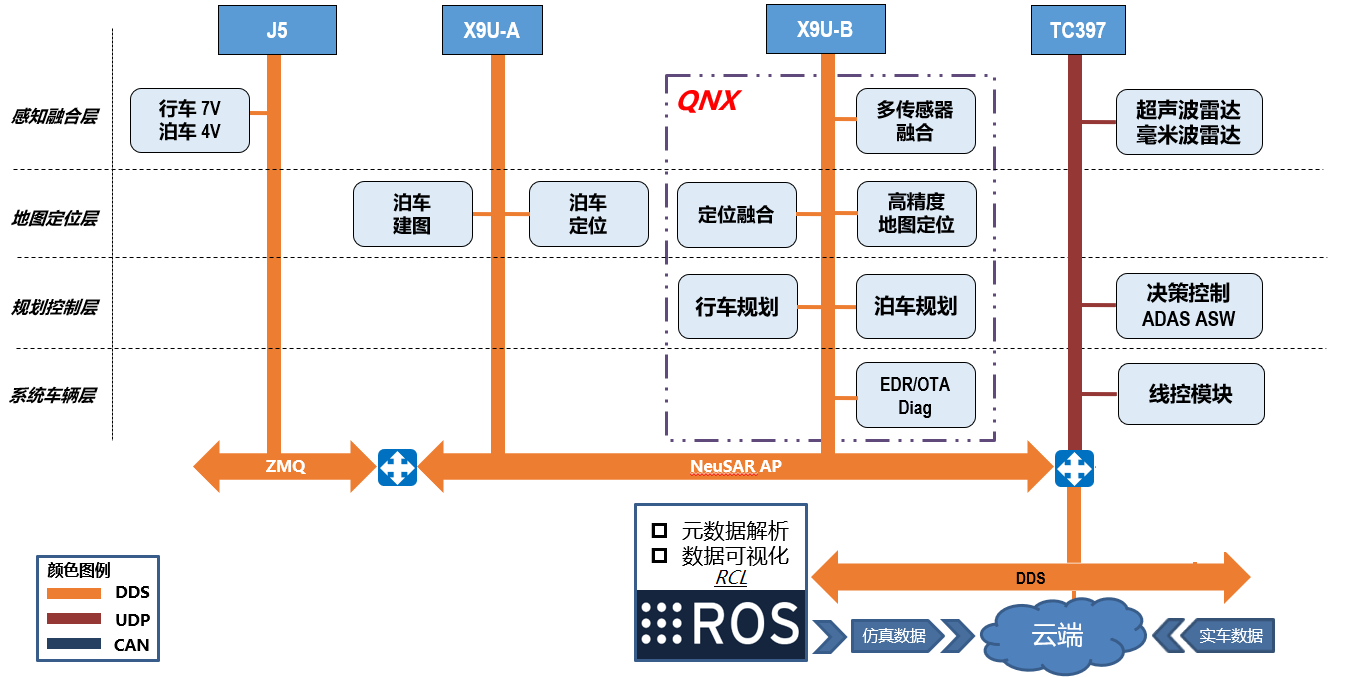 J5
X9U-A
X9U-B
TC397
感知融合层
行车 7V
泊车 4V
QNX
多传感器
融合
超声波雷达
毫米波雷达
地图定位层
泊车
建图
泊车
定位
定位融合
高精度
地图定位
规划控制层
行车规划
泊车规划
决策控制
ADAS ASW
系统车辆层
EDR/OTA
Diag
线控模块
ZMQ
NeuSAR AP
元数据解析
数据可视化
RCL
ROS
DDS
颜色图例
DDS
UDP
CAN
仿真数据
云端
实车数据